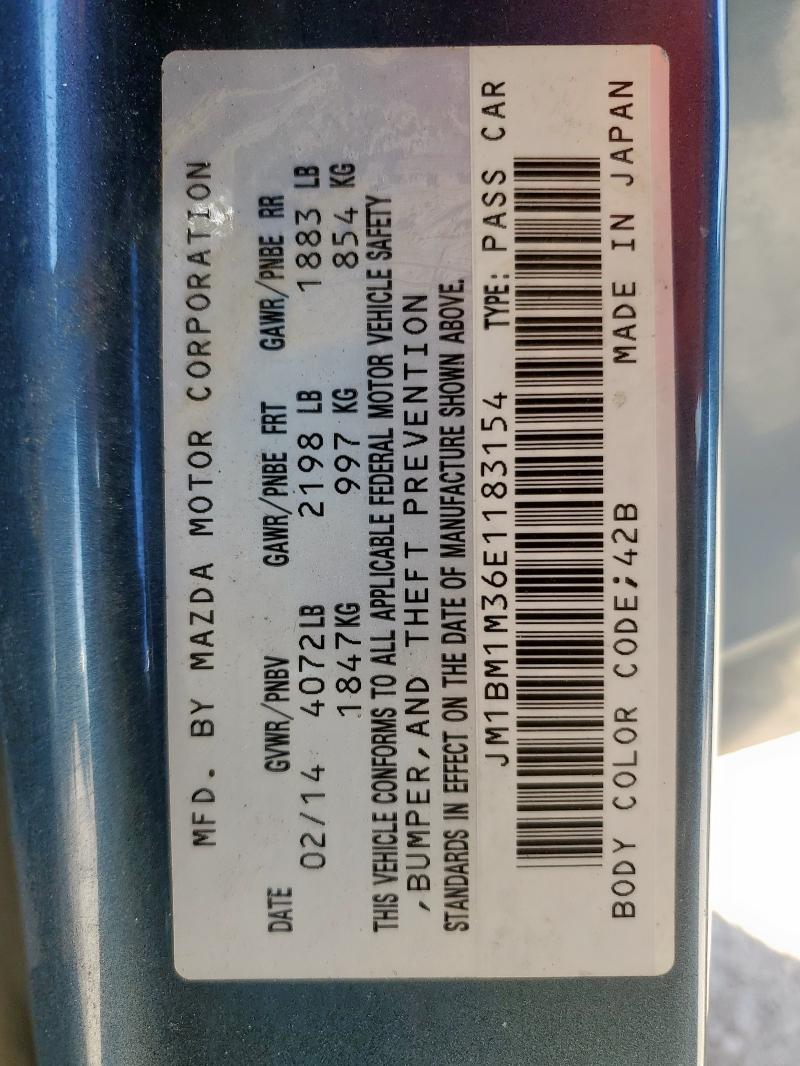 MFD. BY MAZDA MOTOR CORPORATION
DATE GVWR/PNBV GAWR/PNBE FRT GAWR/PNBE RR
02/14 4072LB 2198 LB 1883 LB
1847KG 997 KG 854 KG
THIS VEHICLE CONFORMS TO ALL APPLICABLE FEDERAL MOTOR VEHICLE SAFETY
,BUMPER,AND THEFT PREVENTION
STANDARDS IN EFFECT ON THE DATE OF MANUFACTURE SHOWN ABOVE.
JM1BM1M36E1183154 TYPE: PASS CAR
BODY COLOR CODE;42B MADE IN JAPAN